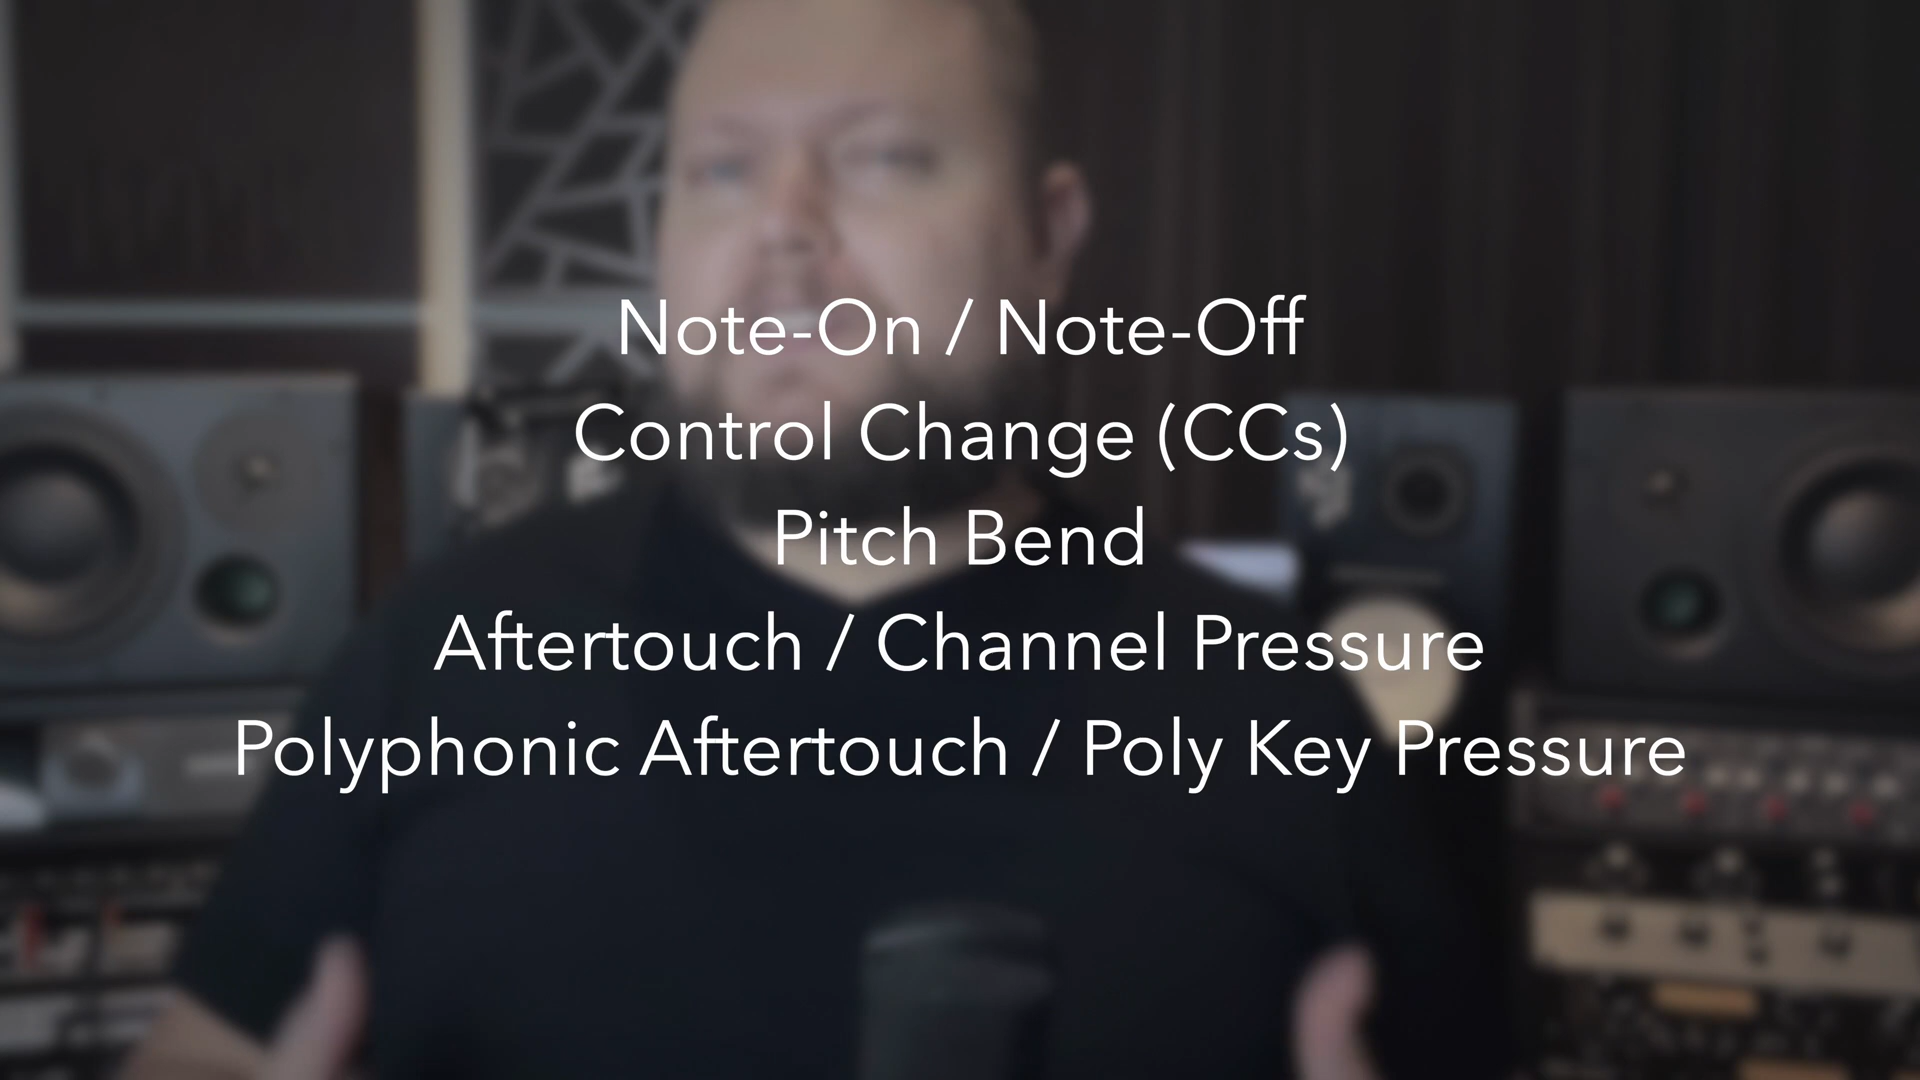 Note-On / Note-Off
Control Change (CCs)
Pitch Bend
Aftertouch / Channel Pressure
Polyphonic Aftertouch / Poly Key Pressure